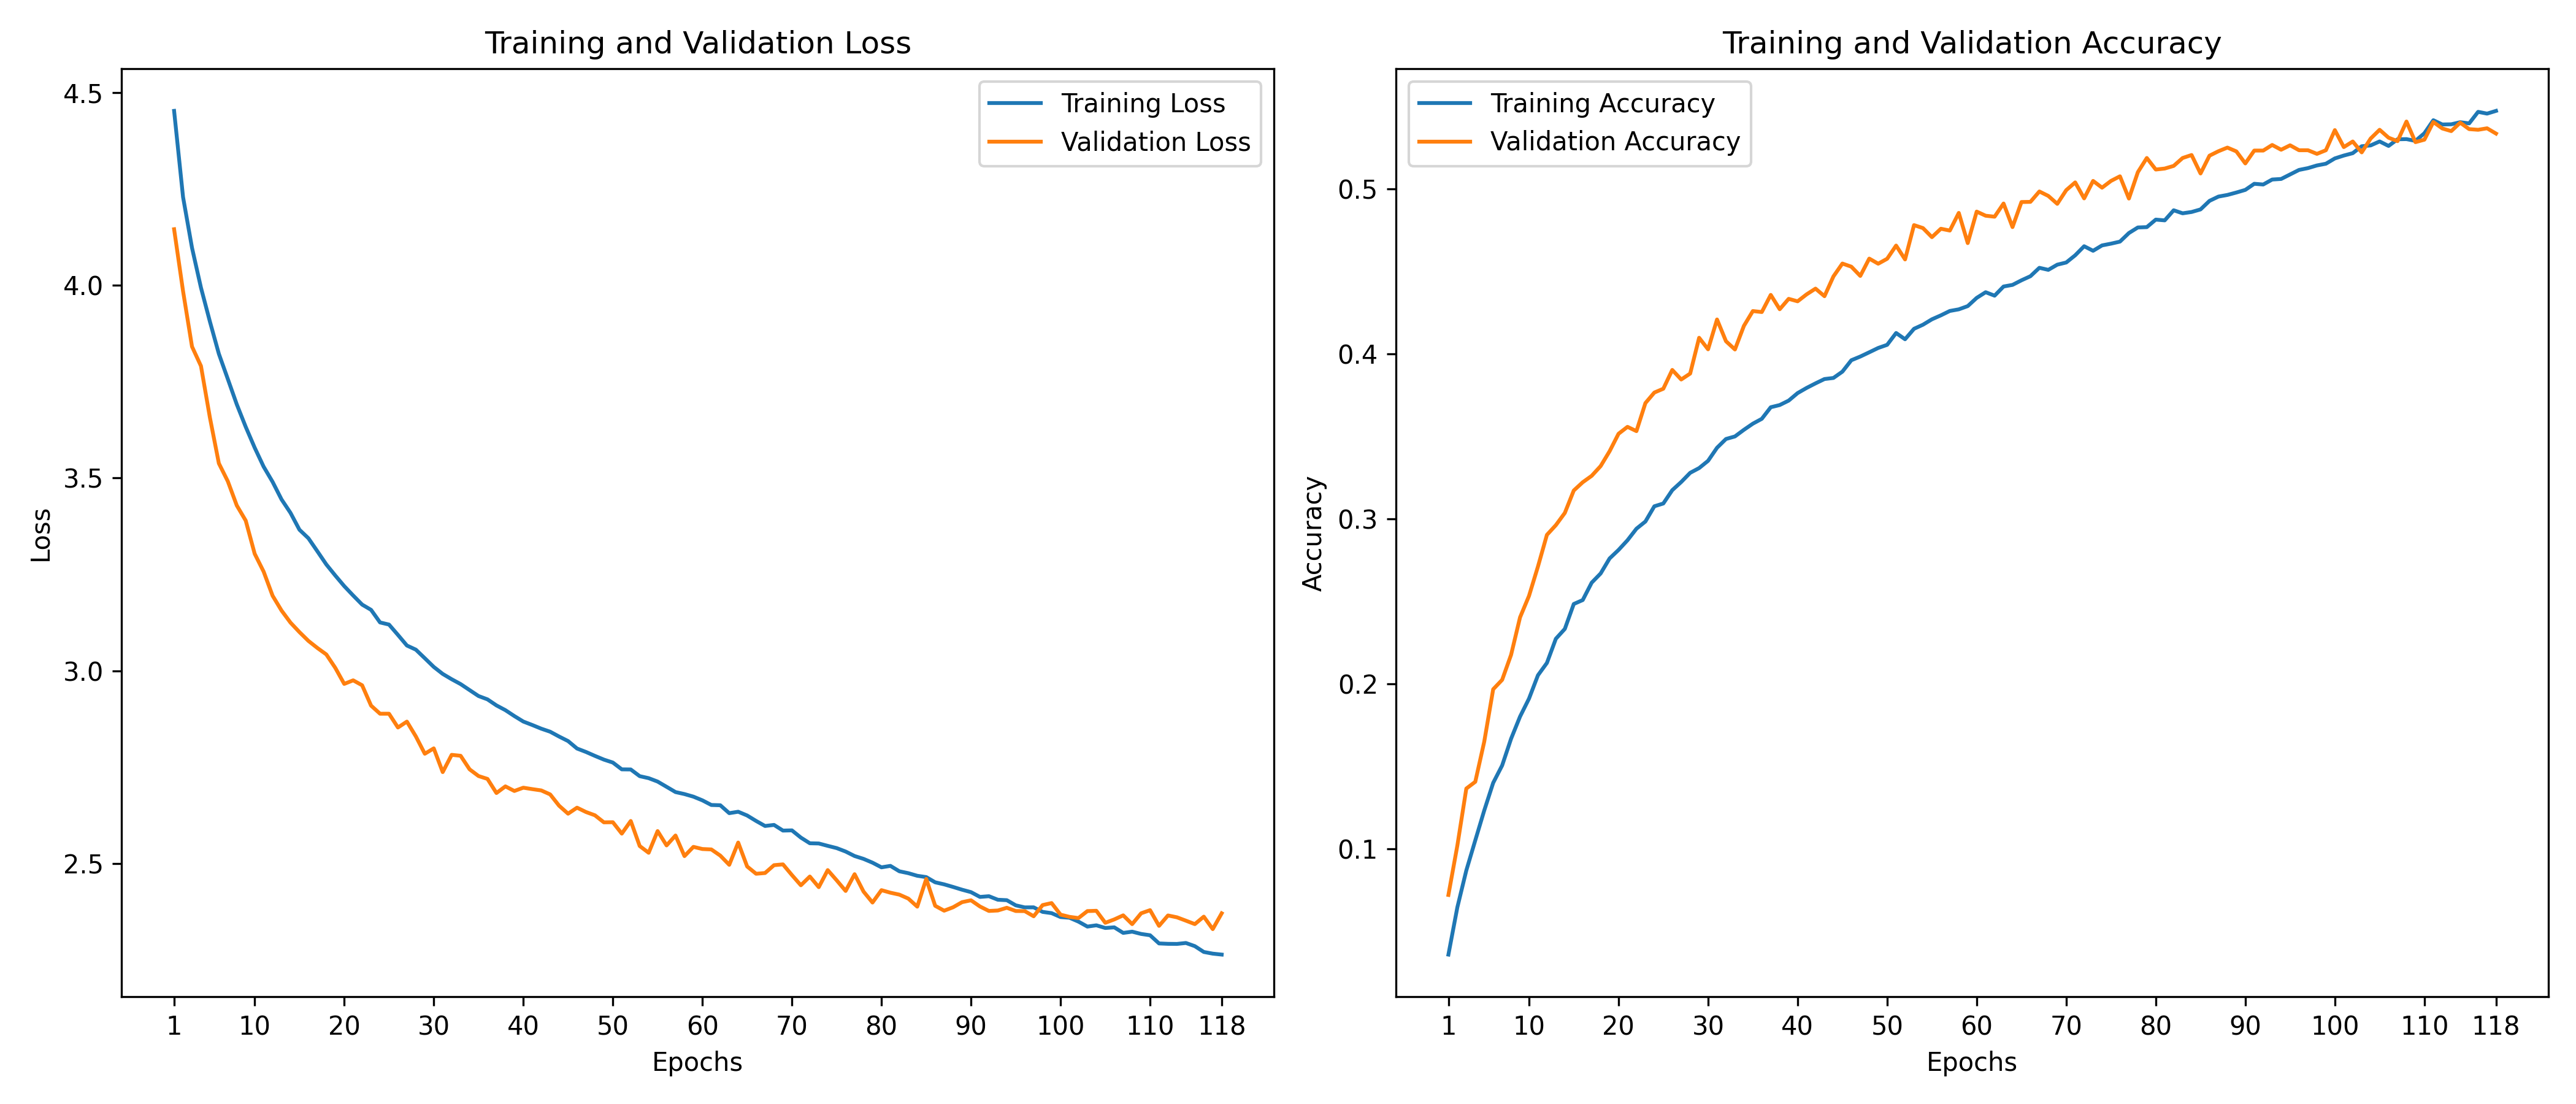 Training and Validation Loss
Training Loss
Validation Loss
4.5
4.0
3.5
3.0
2.5
Loss
1 10 20 30 40 50 60 70 80 90 100 110 118
Epochs
Training and Validation Accuracy
Training Accuracy
Validation Accuracy
0.5
0.4
0.3
0.2
0.1
Accuracy
1 10 20 30 40 50 60 70 80 90 100 110 118
Epochs